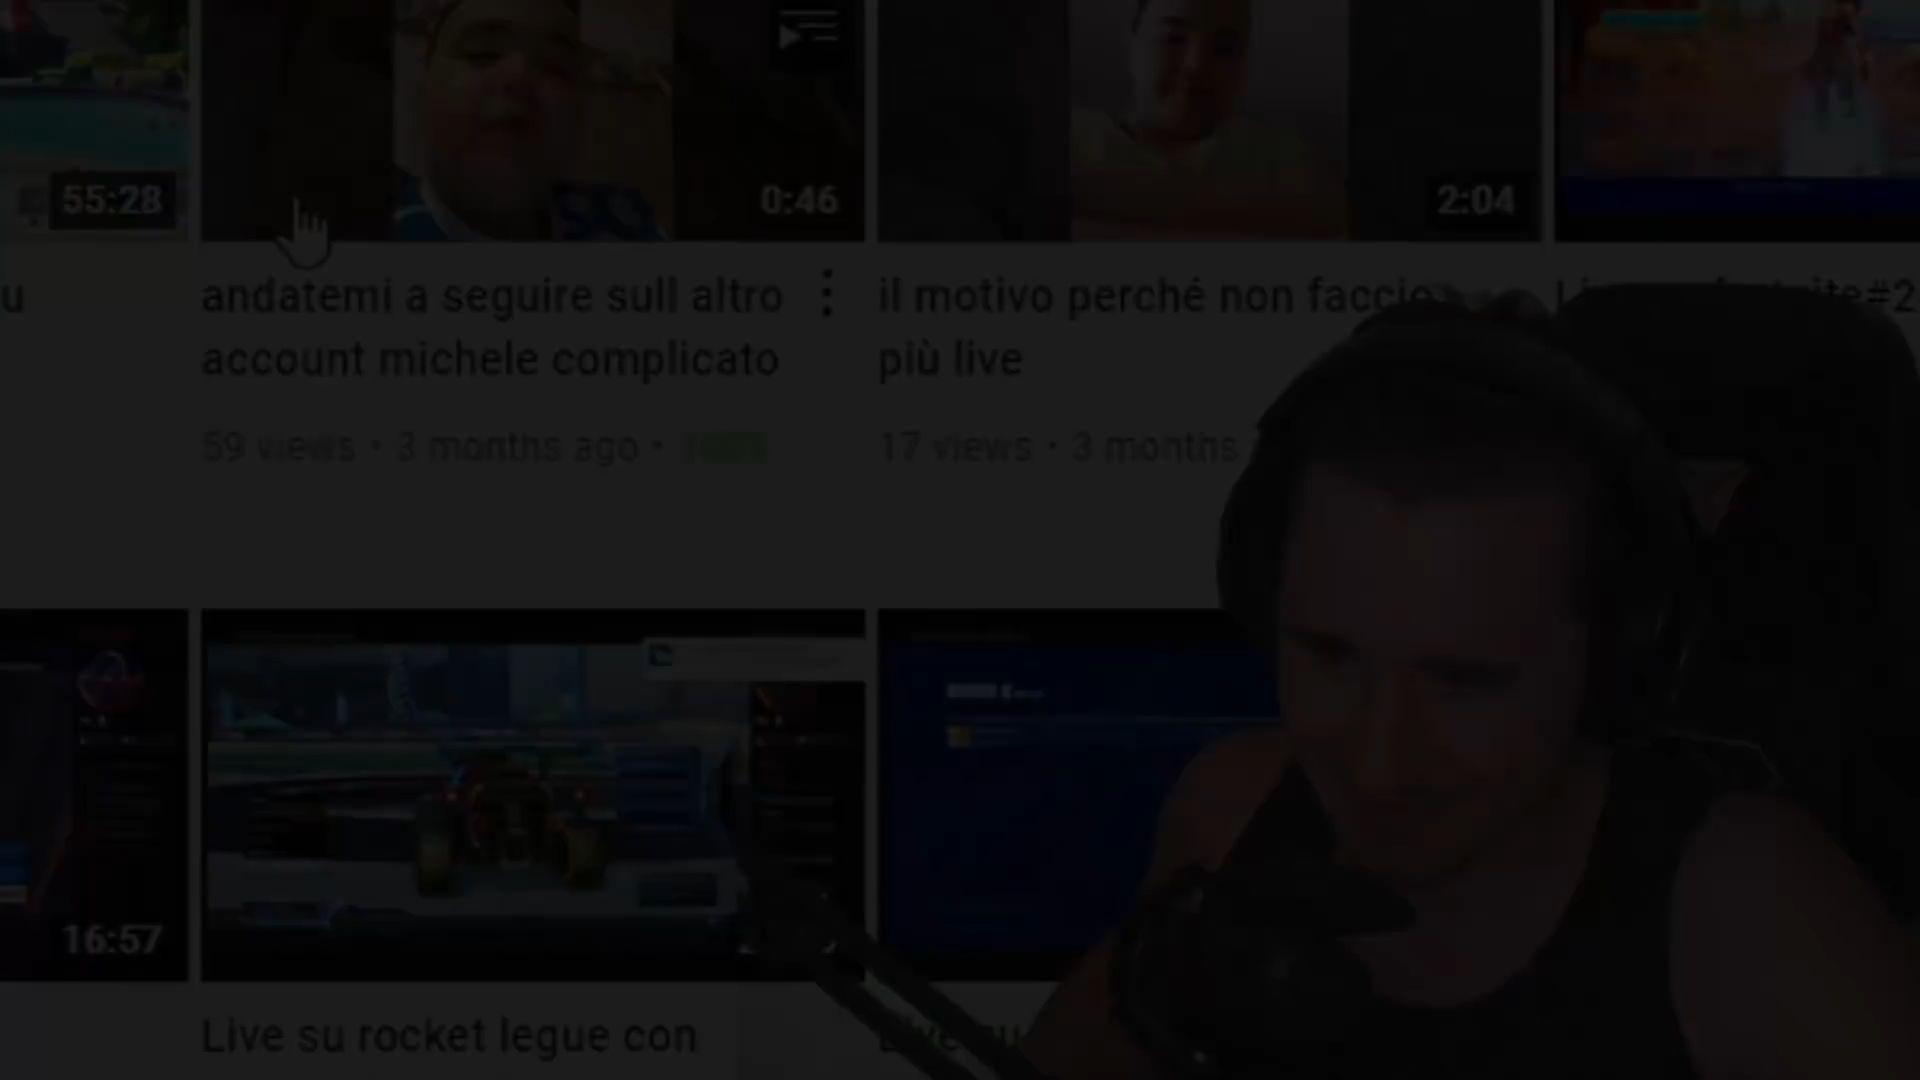 55:28
0:46
2:04
u
andatemi a seguire sull altro
account michele complicato
59 views • 3 months ago •
il motivo perché non faccio
più live
17 views • 3 months
16:57
Live su rocket legue con